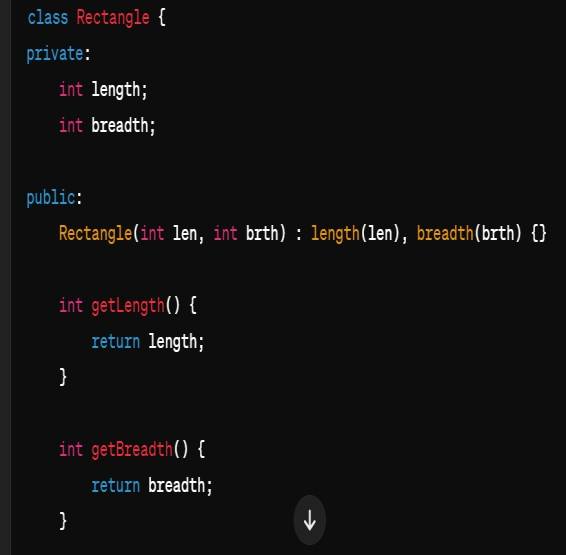 class Rectangle {
private:
    int length;
    int breadth;

public:
    Rectangle(int len, int brth) : length(len), breadth(brth) {}

    int getLength() {
        return length;
    }

    int getBreadth() {
        return breadth;
    }